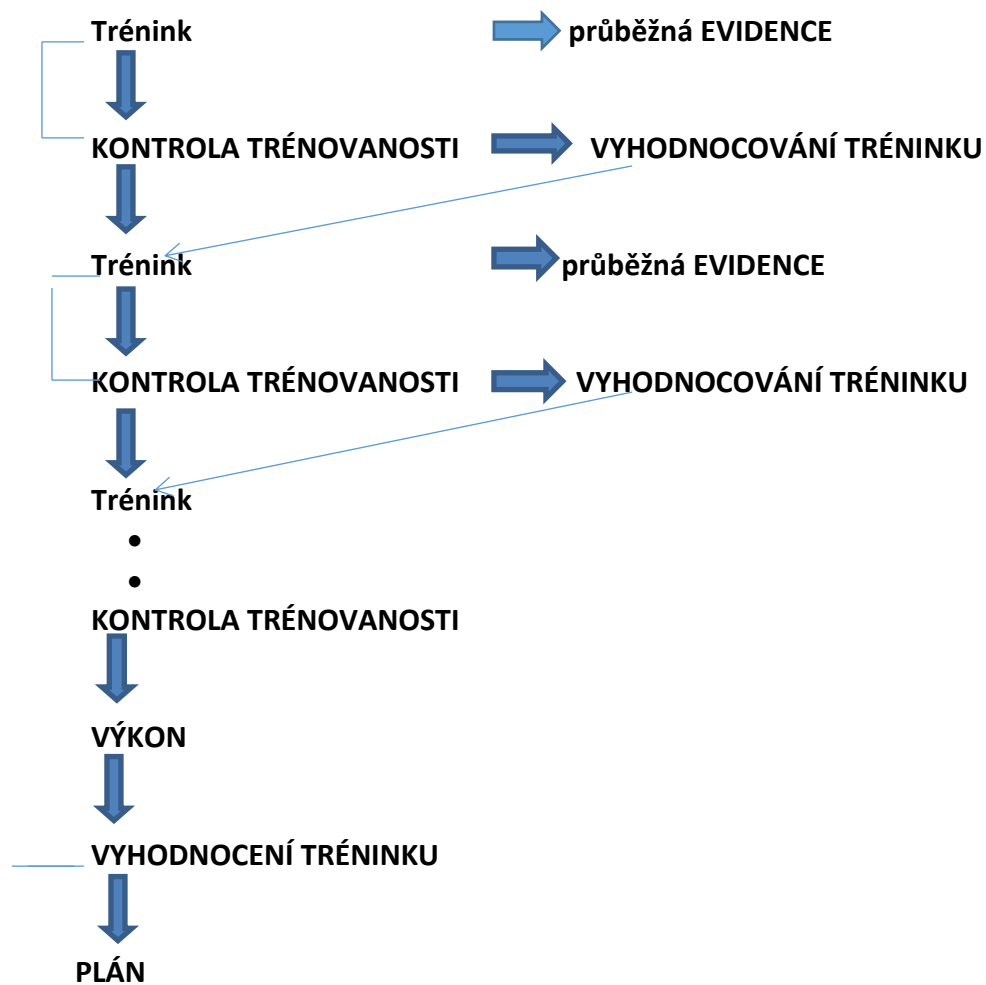 Trénink průběžná EVIDENCE
KONTROLA TRÉNOVANOSTI VYHODNOCOVÁNÍ TRÉNINKU
Trénink průběžná EVIDENCE
KONTROLA TRÉNOVANOSTI VYHODNOCOVÁNÍ TRÉNINKU
Trénink
•
•
KONTROLA TRÉNOVANOSTI
VÝKON
VYHODNOCENÍ TRÉNINKU
PLÁN